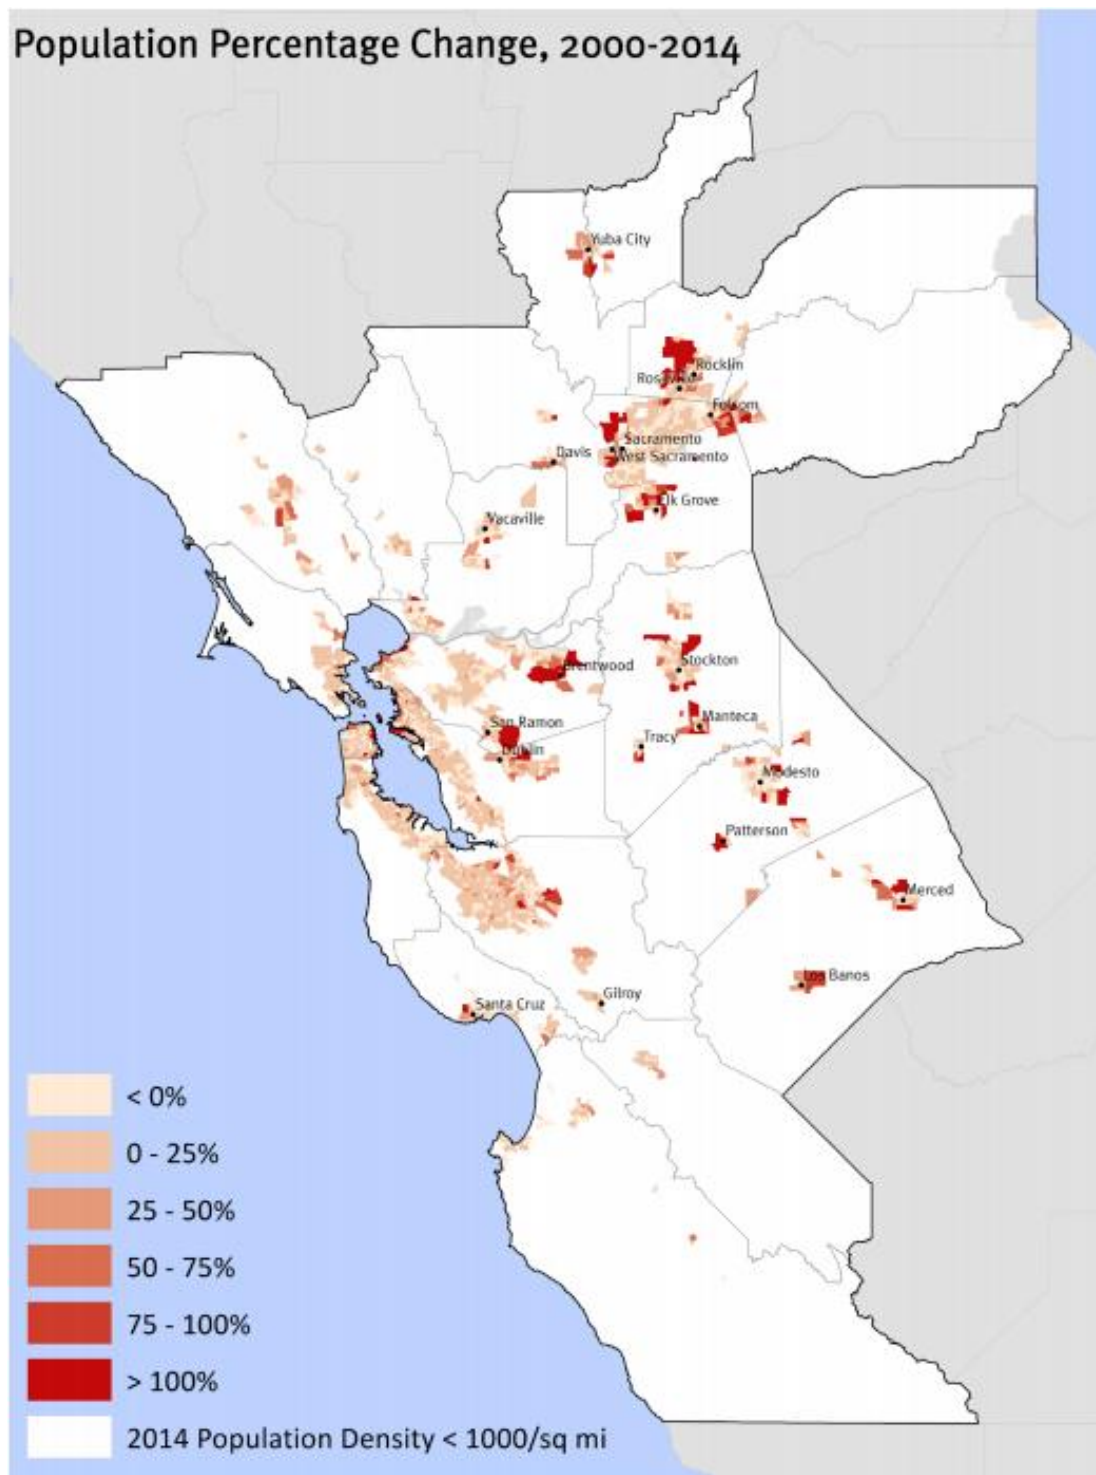 Population Percentage Change, 2000-2014
Yuba City
Rocklin
Roseville
Folsom
Sacramento
West Sacramento
Davis
Elk Grove
Vacaville
Brentwood
Stockton
San Ramon
Manteca
Tracy
Dublin
Modesto
Patterson
Merced
Los Banos
Gilroy
Santa Cruz
< 0%
0 - 25%
25 - 50%
50 - 75%
75 - 100%
> 100%
2014 Population Density < 1000/sq mi